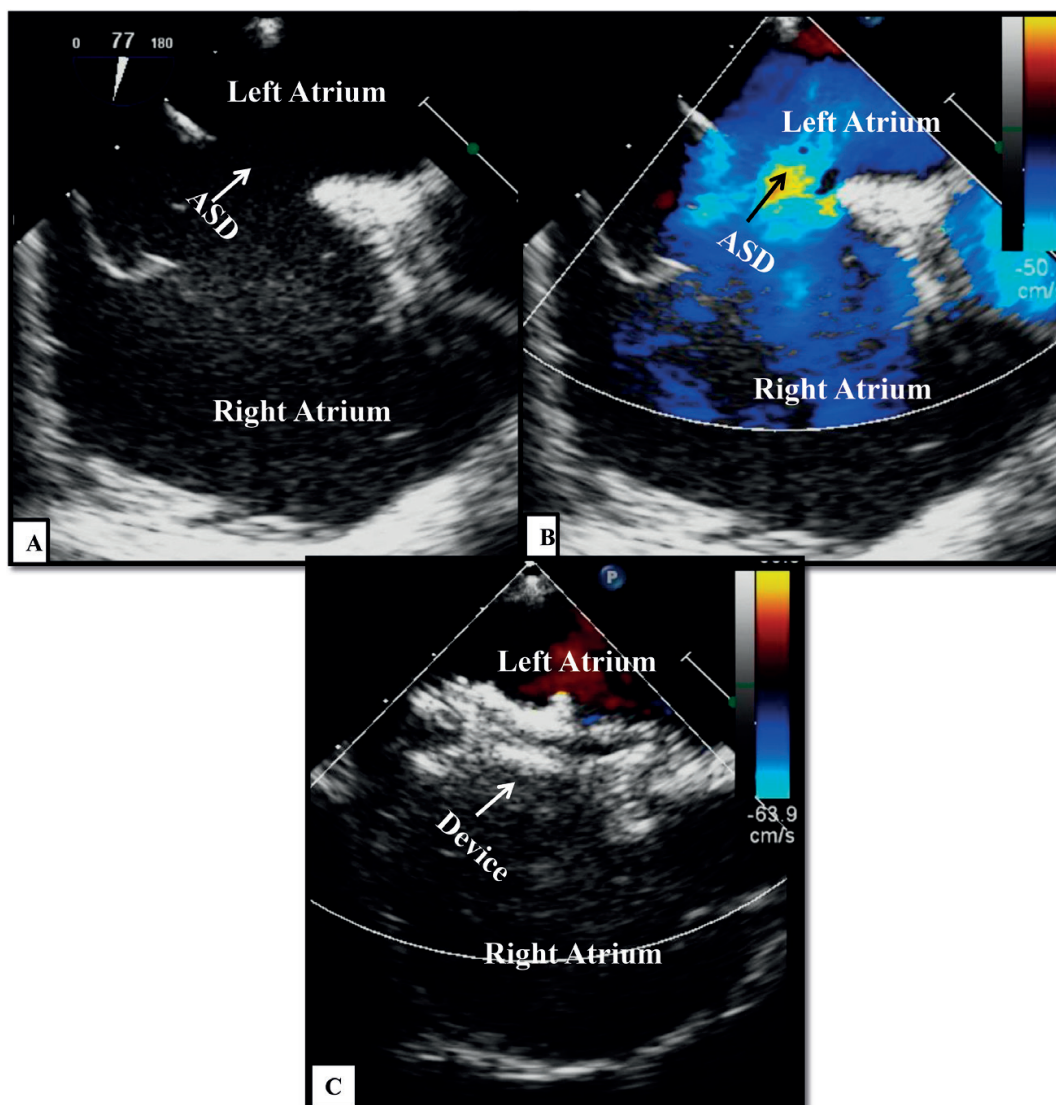 0 77 180
Left Atrium
ASD
Right Atrium
A
Left Atrium
ASD
-50.
cm/s
Right Atrium
B
P
Left Atrium
Device
-63.9
cm/s
Right Atrium
C